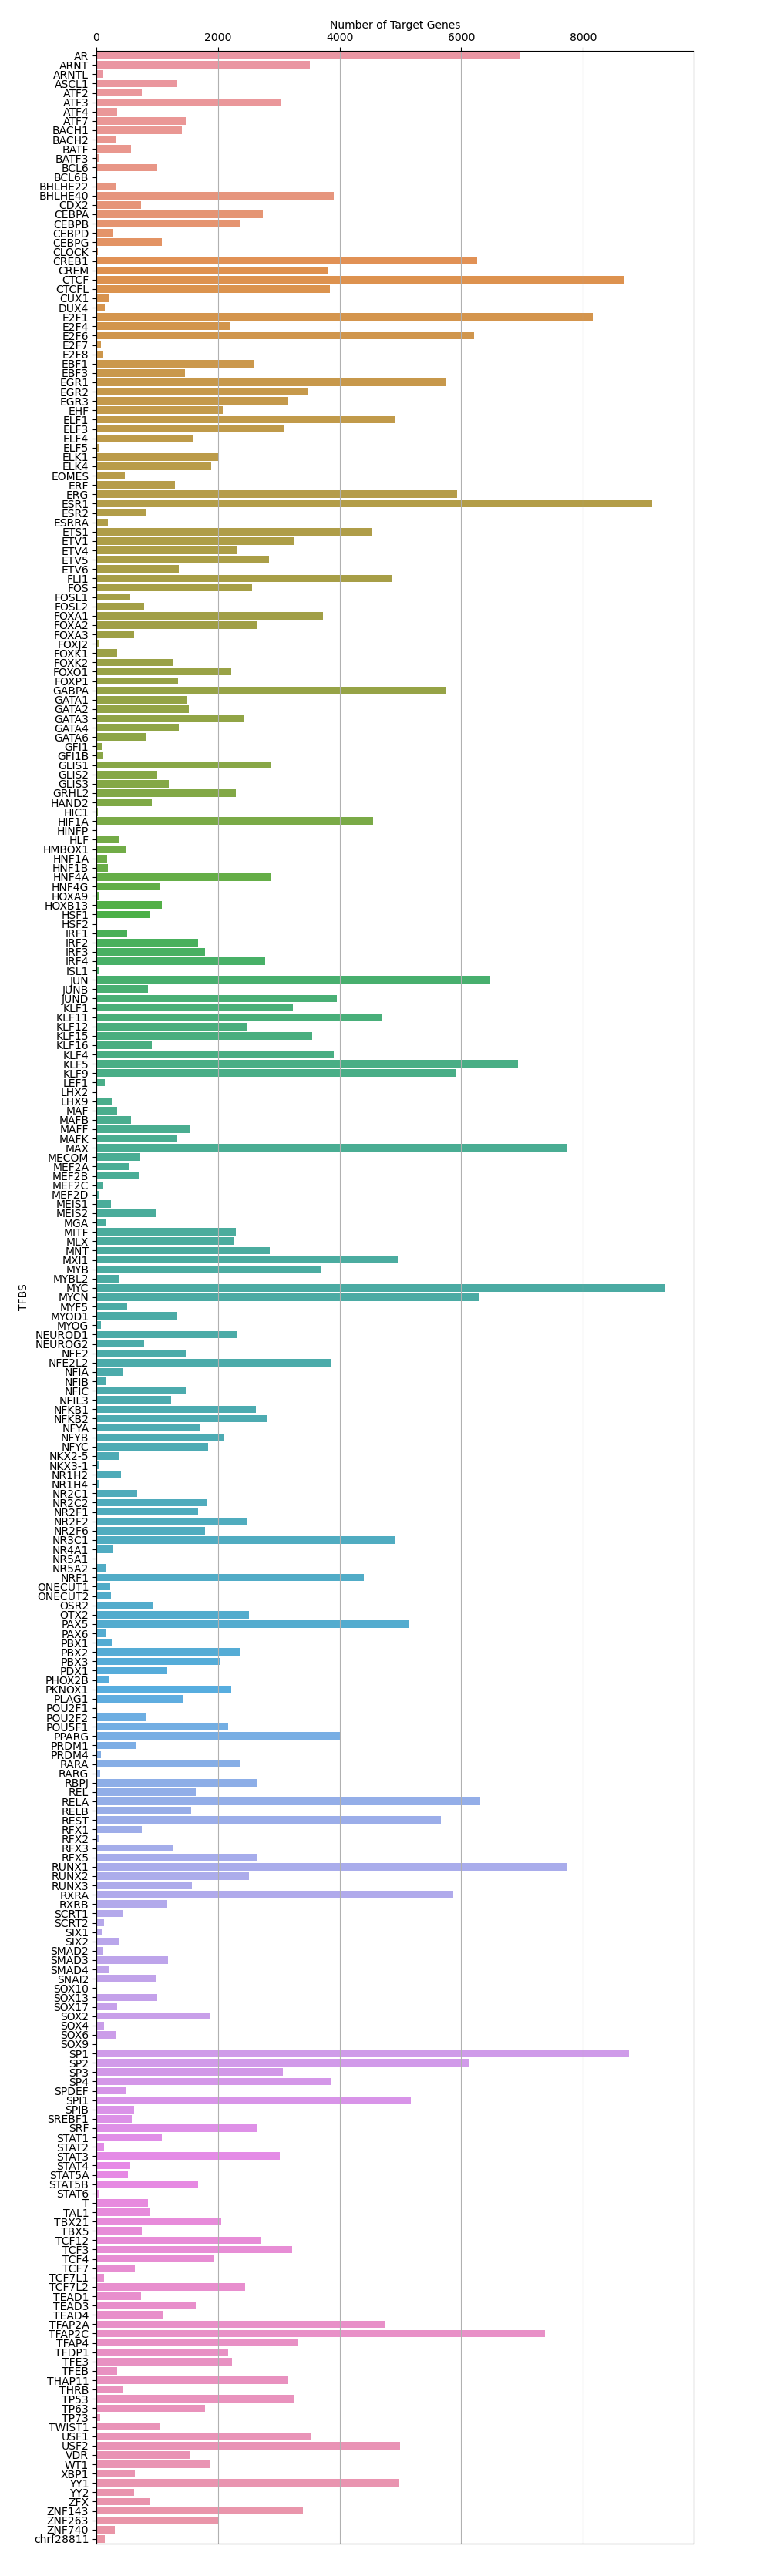 Number of Target Genes
0 2000 4000 6000 8000
AR
ARNT
ARNTL
ASCL1
ATF2
ATF3
ATF4
ATF7
BACH1
BACH2
BATF
BATF3
BCL6
BCL6B
BHLHE22
BHLHE40
CDX2
CEBPA
CEBPB
CEBPD
CEBPG
CLOCK
CREB1
CREM
CTCF
CTCFL
CUX1
DUX4
E2F1
E2F4
E2F6
E2F7
E2F8
EBF1
EBF3
EGR1
EGR2
EGR3
EHF
ELF1
ELF3
ELF4
ELF5
ELK1
ELK4
EOMES
ERF
ERG
ESR1
ESR2
ESRRA
ETS1
ETV1
ETV4
ETV5
ETV6
FLI1
FOS
FOSL1
FOSL2
FOXA1
FOXA2
FOXA3
FOXJ2
FOXK1
FOXK2
FOXO1
FOXP1
GABPA
GATA1
GATA2
GATA3
GATA4
GATA6
GFI1
GFI1B
GLIS1
GLIS2
GLIS3
GRHL2
HAND2
HIC1
HIF1A
HINFP
HLF
HMBOX1
HNF1A
HNF1B
HNF4A
HNF4G
HOXA9
HOXB13
HSF1
HSF2
IRF1
IRF2
IRF3
IRF4
ISL1
JUN
JUNB
JUND
KLF1
KLF11
KLF12
KLF15
KLF16
KLF4
KLF5
KLF9
LEF1
LHX2
LHX9
MAF
MAFB
MAFF
MAFK
MAX
MECOM
MEF2A
MEF2B
MEF2C
MEF2D
MEIS1
MEIS2
MGA
MITF
MLX
MNT
MXI1
MYB
MYBL2
MYC
MYCN
MYF5
MYOD1
MYOG
NEUROD1
NEUROG2
NFE2
NFE2L2
NFIA
NFIB
NFIC
NFIL3
NFKB1
NFKB2
NFYA
NFYB
NFYC
NKX2-5
NKX3-1
NR1H2
NR1H4
NR2C1
NR2C2
NR2F1
NR2F2
NR2F6
NR3C1
NR4A1
NR5A1
NR5A2
NRF1
ONECUT1
ONECUT2
OSR2
OTX2
PAX5
PAX6
PBX1
PBX2
PBX3
PDX1
PHOX2B
PKNOX1
PLAG1
POU2F1
POU2F2
POU5F1
PPARG
PRDM1
PRDM4
RARA
RARG
RBPJ
REL
RELA
RELB
REST
RFX1
RFX2
RFX3
RFX5
RUNX1
RUNX2
RUNX3
RXRA
RXRB
SCRT1
SCRT2
SIX1
SIX2
SMAD2
SMAD3
SMAD4
SNAI2
SOX10
SOX13
SOX17
SOX2
SOX4
SOX6
SOX9
SP1
SP2
SP3
SP4
SPDEF
SPI1
SPIB
SREBF1
SRF
STAT1
STAT2
STAT3
STAT4
STAT5A
STAT5B
STAT6
T
TAL1
TBX21
TBX5
TCF12
TCF3
TCF4
TCF7
TCF7L1
TCF7L2
TEAD1
TEAD3
TEAD4
TFAP2A
TFAP2C
TFAP4
TFDP1
TFE3
TFEB
THAP11
THRB
TP53
TP63
TP73
TWIST1
USF1
USF2
VDR
WT1
XBP1
YY1
YY2
ZFX
ZNF143
ZNF263
ZNF740
chrf28811
TFBS